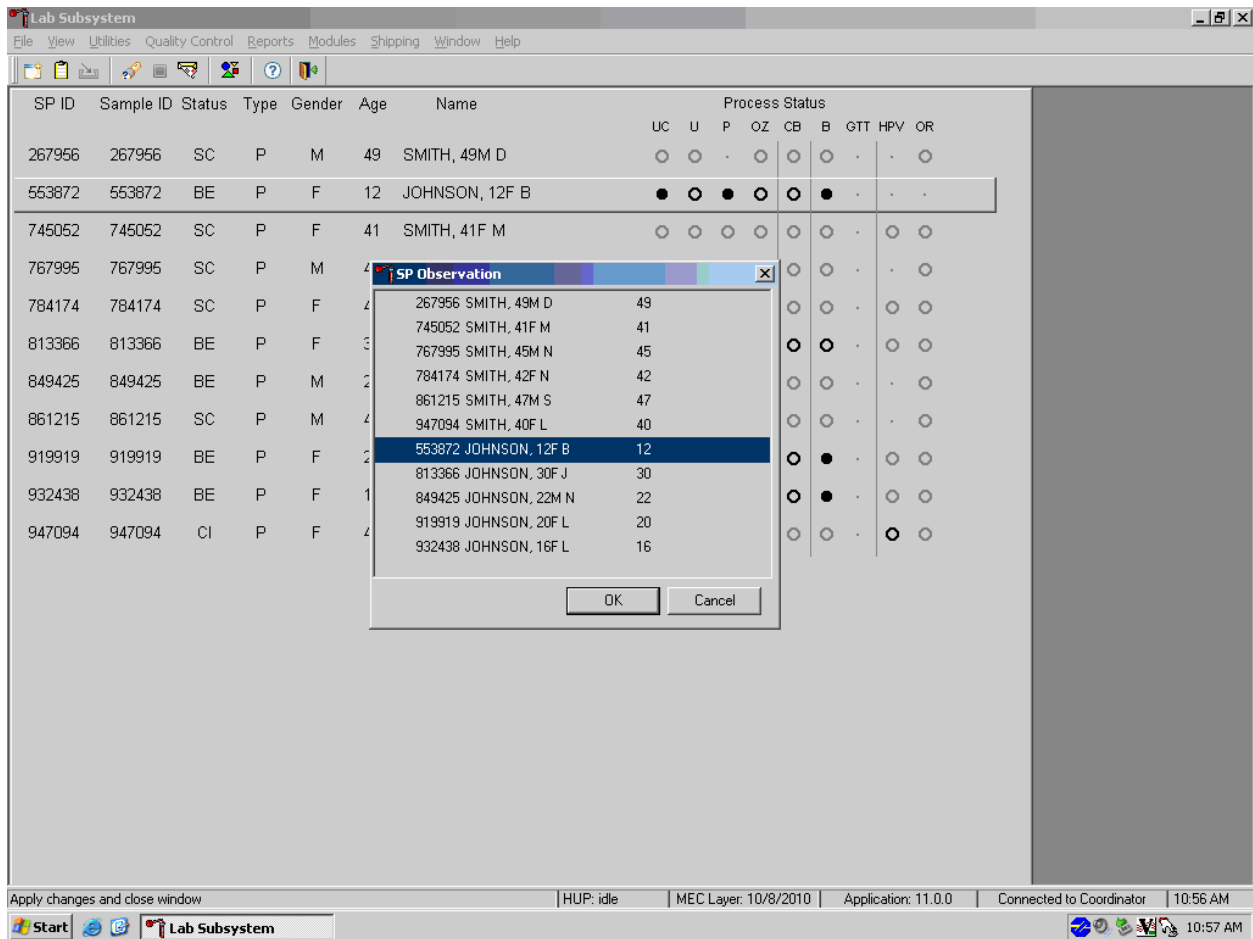 Lab Subsystem
File View Utilities Quality Control Reports Modules Shipping Window Help
SP ID Sample ID Status Type Gender Age Name Process Status
UC U P OZ CB B GTT HPV OR
267956 267956 SC P M 49 SMITH, 49M D
553872 553872 BE P F 12 JOHNSON, 12F B
745052 745052 SC P F 41 SMITH, 41F M
767995 767995 SC P M
784174 784174 SC P F
813366 813366 BE P F
849425 849425 BE P M
861215 861215 SC P M
919919 919919 BE P F
932438 932438 BE P F
947094 947094 CI P F
SP Observation
267956 SMITH, 49M D 49
745052 SMITH, 41F M 41
767995 SMITH, 45M N 45
784174 SMITH, 42F N 42
861215 SMITH, 47M S 47
947094 SMITH, 40F L 40
553872 JOHNSON, 12F B 12
813366 JOHNSON, 30F J 30
849425 JOHNSON, 22M N 22
919919 JOHNSON, 20F L 20
932438 JOHNSON, 16F L 16
OK Cancel
Apply changes and close window HUP: idle MEC Layer: 10/8/2010 Application: 11.0.0 Connected to Coordinator 10:56 AM
Start Lab Subsystem 10:57 AM